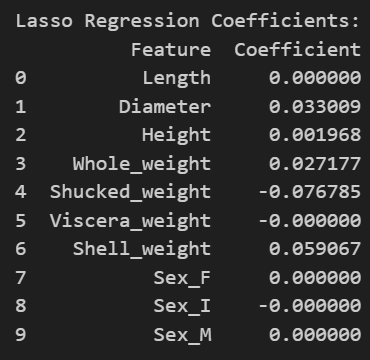 Lasso Regression Coefficients:
Feature Coefficient
0 Length 0.000000
1 Diameter 0.033009
2 Height 0.001968
3 Whole_weight 0.027177
4 Shucked_weight -0.076785
5 Viscera_weight -0.000000
6 Shell_weight 0.059067
7 Sex_F 0.000000
8 Sex_I -0.000000
9 Sex_M 0.000000